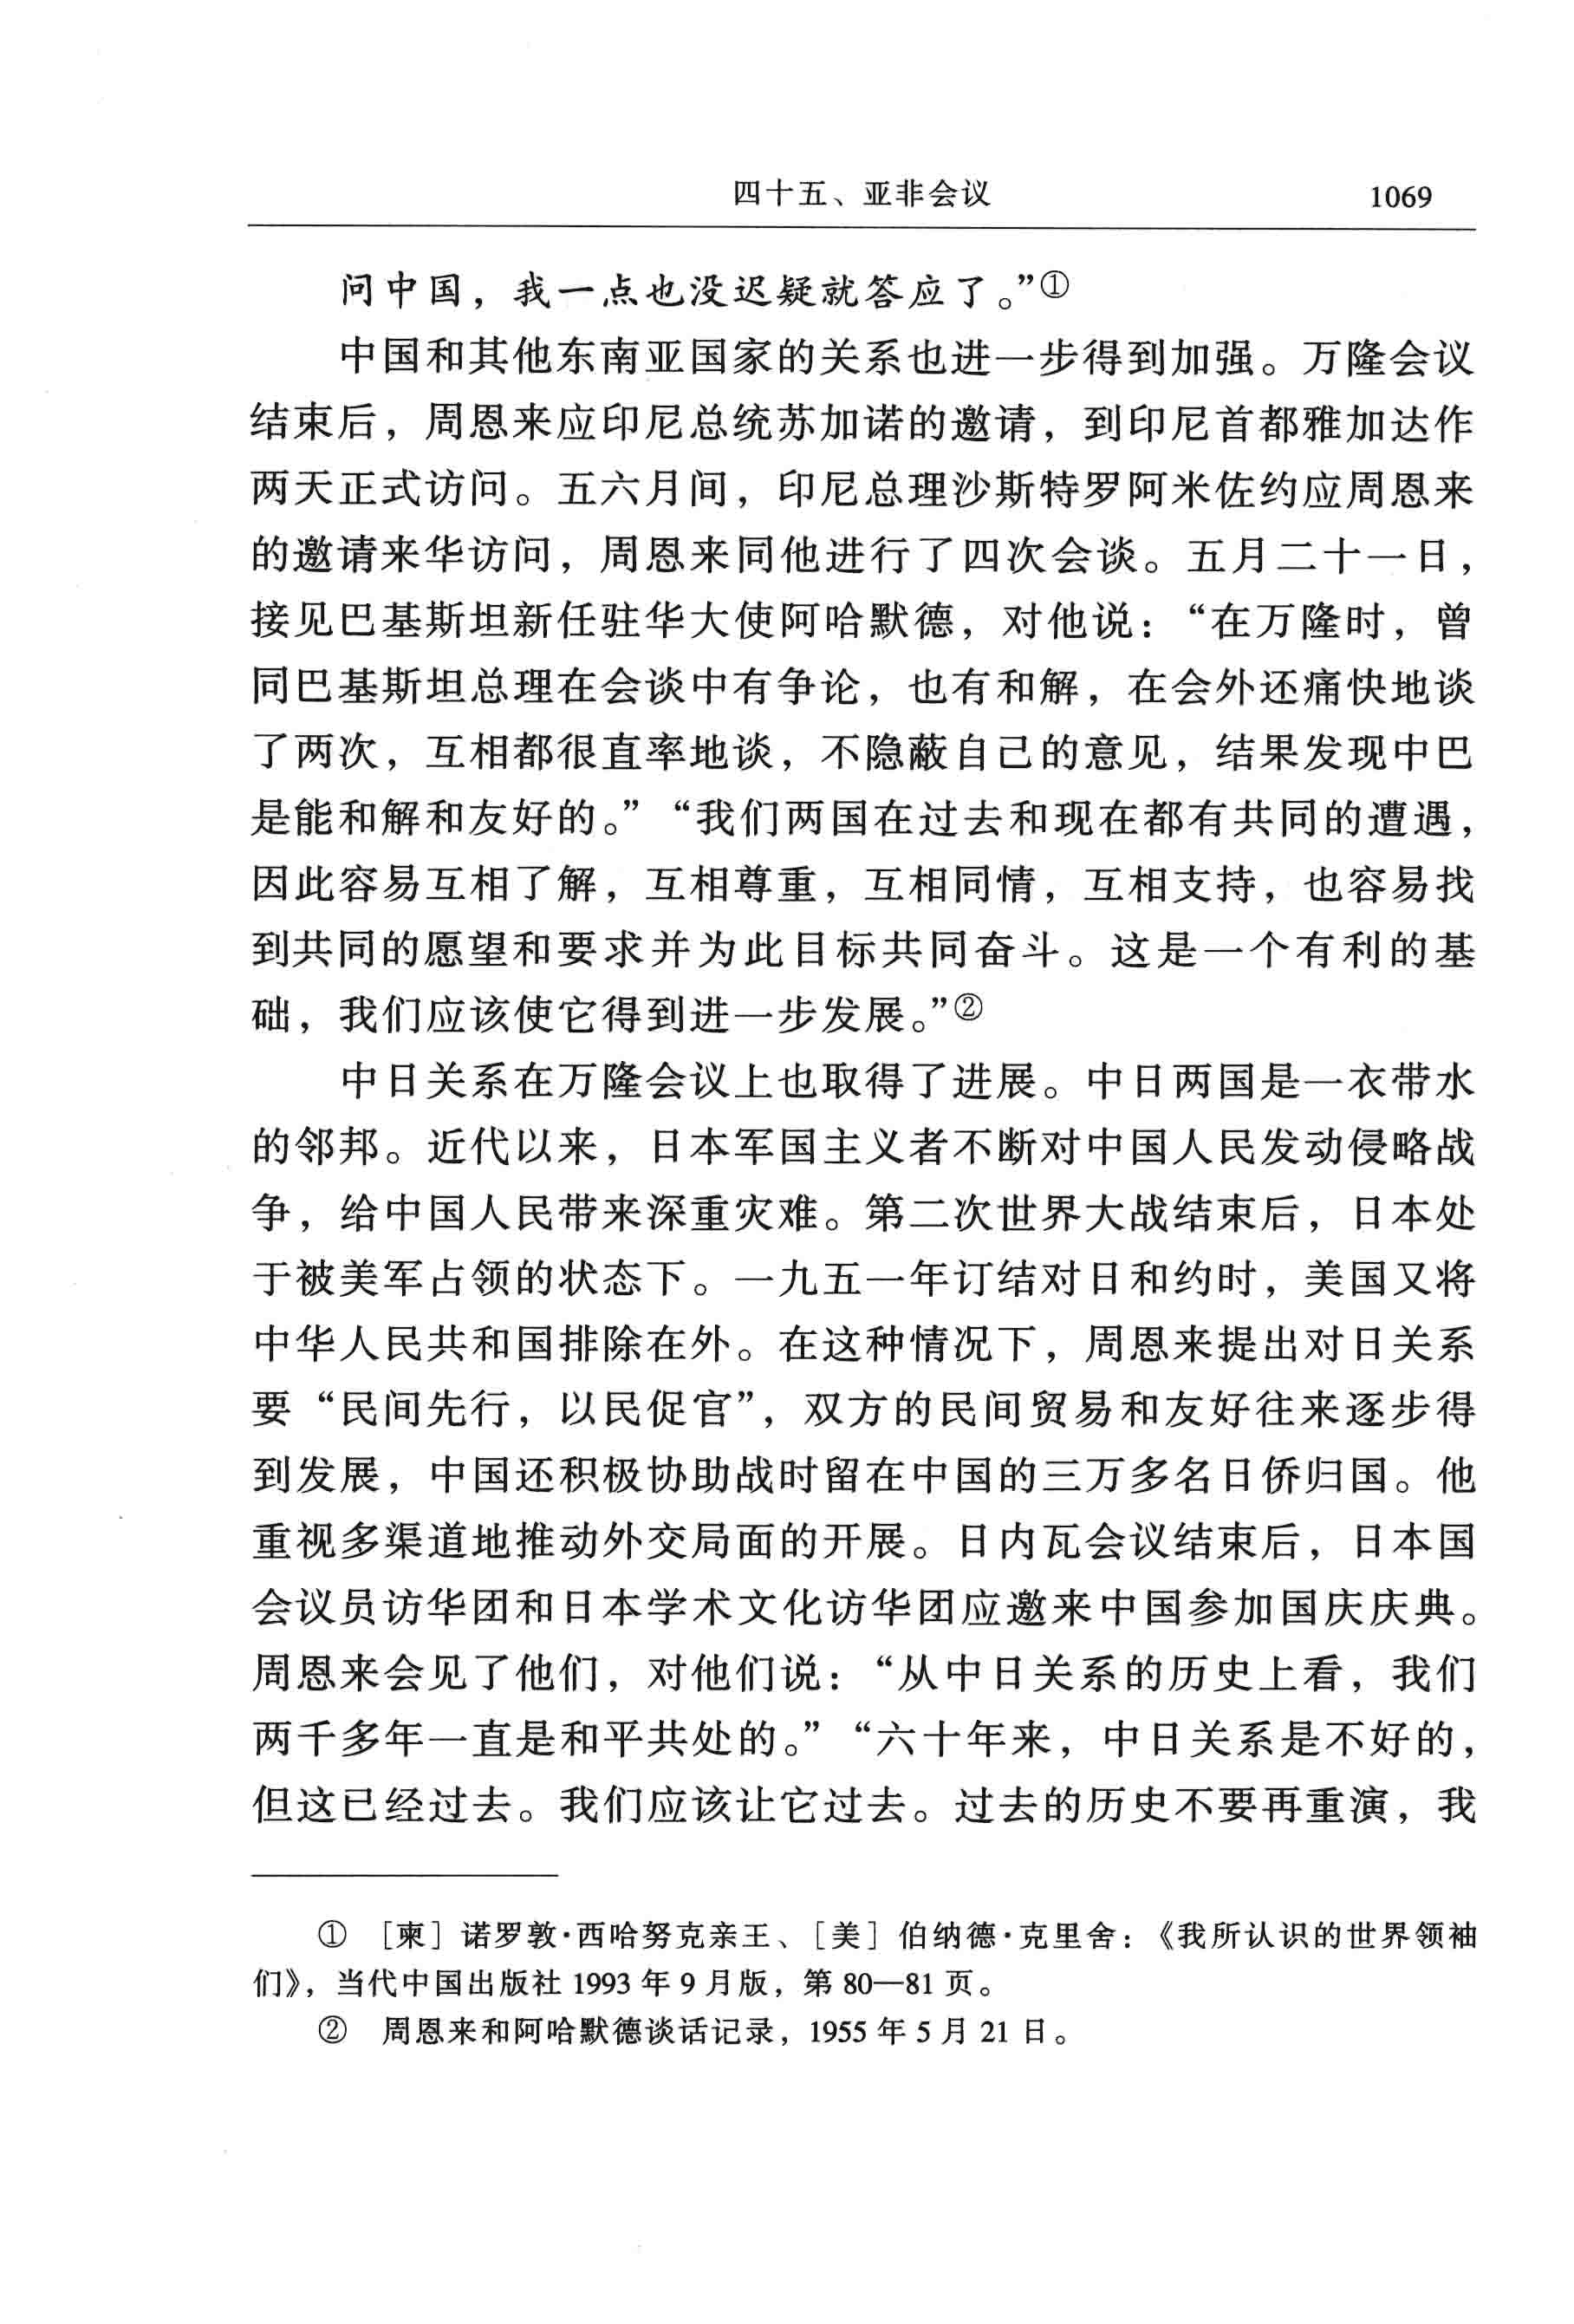 四十五、亚非会议 1069
问中国，我一点也没迟疑就答应了。”①
中国和其他东南亚国家的关系也进一步得到加强。万隆会议
结束后，周恩来应印尼总统苏加诺的邀请，到印尼首都雅加达作
两天正式访问。五六月间，印尼总理沙斯特罗阿米佐约应周恩来
的邀请来华访问，周恩来同他进行了四次会谈。五月二十一日，
接见巴基斯坦新任驻华大使阿哈默德，对他说：“在万隆时，曾
同巴基斯坦总理在会谈中有争论，也有和解，在会外还痛快地谈
了两次，互相都很直率地谈，不隐蔽自己的意见，结果发现中巴
是能和解和友好的。”“我们两国在过去和现在都有共同的遭遇，
因此容易互相了解，互相尊重，互相同情，互相支持，也容易找
到共同的愿望和要求并为此目标共同奋斗。这是一个有利的基
础，我们应该使它得到进一步发展。”②
中日关系在万隆会议上也取得了进展。中日两国是一衣带水
的邻邦。近代以来，日本军国主义者不断对中国人民发动侵略战
争，给中国人民带来深重灾难。第二次世界大战结束后，日本处
于被美军占领的状态下。一九五一年订结对日和约时，美国又将
中华人民共和国排除在外。在这种情况下，周恩来提出对日关系
要“民间先行，以民促官”，双方的民间贸易和友好往来逐步得
到发展，中国还积极协助战时留在中国的三万多名日侨归国。他
重视多渠道地推动外交局面的开展。日内瓦会议结束后，日本国
会议员访华团和日本学术文化访华团应邀来中国参加国庆庆典。
周恩来会见了他们，对他们说：“从中日关系的历史上看，我们
两千多年一直是和平共处的。”“六十年来，中日关系是不好的，
但这已经过去。我们应该让它过去。过去的历史不要再重演，我
① ［柬］诺罗敦·西哈努克亲王、［美］伯纳德·克里舍：《我所认识的世界领袖
们》，当代中国出版社 1993 年 9 月版，第 80—81 页。
② 周恩来和阿哈默德谈话记录，1955 年 5 月 21 日。